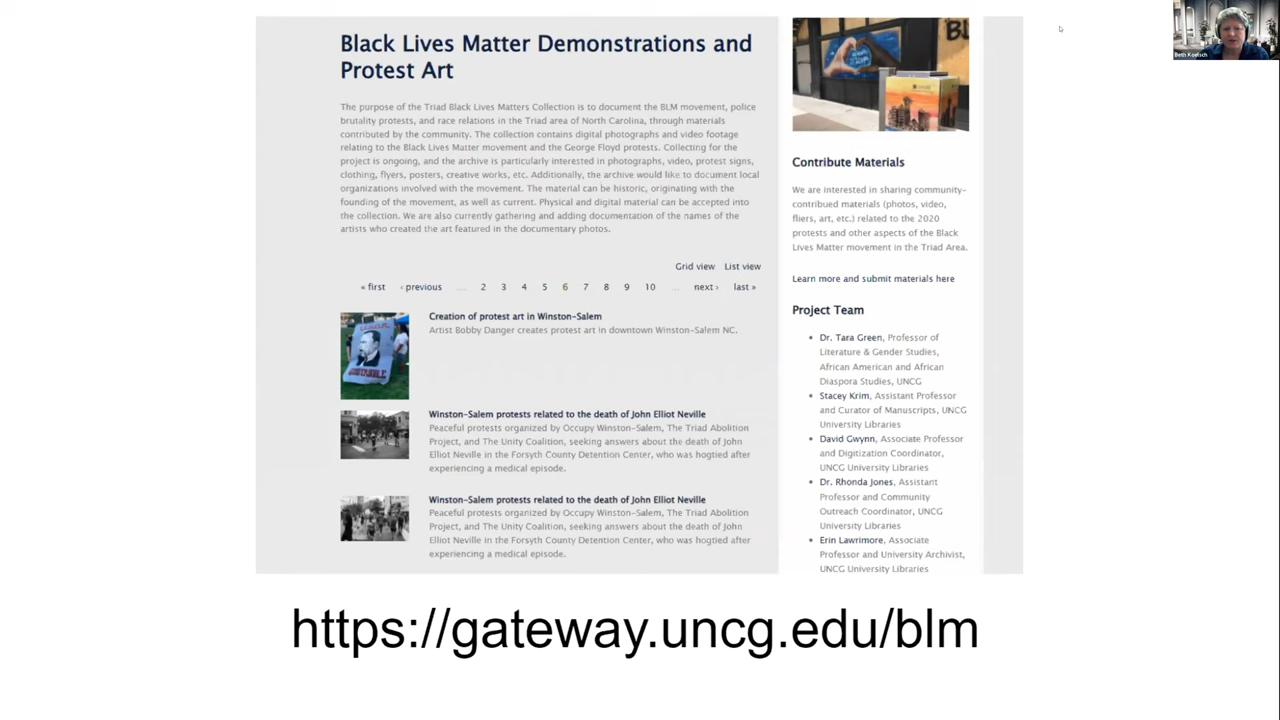 Black Lives Matter Demonstrations and
Protest Art
The purpose of the Triad Black Lives Matters Collection is to document the BLM movement, police
brutality protests, and race relations in the Triad area of North Carolina, through materials
contributed by the community. The collection contains digital photographs and video footage
relating to the Black Lives Matter movement and the George Floyd protests. Collecting for the
project is ongoing, and the archive is particularly interested in photographs, video, protest signs,
clothing, flyers, posters, creative works, etc. Additionally, the archive would like to document local
organizations involved with the movement. The material can be historic, originating with the
founding of the movement, as well as current. Physical and digital material can be accepted into
the collection. We are also currently gathering and adding documentation of the names of the
artists who created the art featured in the documentary photos.
Grid view List view
« first ‹ previous … 2 3 4 5 6 7 8 9 10 … next › last »
Creation of protest art in Winston-Salem
Artist Bobby Danger creates protest art in downtown Winston-Salem NC.
Winston-Salem protests related to the death of John Elliot Neville
Peaceful protests organized by Occupy Winston-Salem, The Triad Abolition
Project, and The Unity Coalition, seeking answers about the death of John
Elliot Neville in the Forsyth County Detention Center, who was hogtied after
experiencing a medical episode.
Winston-Salem protests related to the death of John Elliot Neville
Peaceful protests organized by Occupy Winston-Salem, The Triad Abolition
Project, and The Unity Coalition, seeking answers about the death of John
Elliot Neville in the Forsyth County Detention Center, who was hogtied after
experiencing a medical episode.
BL
Contribute Materials
We are interested in sharing community-
contribued materials (photos, video,
fliers, art, etc.) related to the 2020
protests and other aspects of the Black
Lives Matter movement in the Triad Area.
Learn more and submit materials here
Project Team
• Dr. Tara Green, Professor of
Literature & Gender Studies,
African American and African
Diaspora Studies, UNCG
• Stacey Krim, Assistant Professor
and Curator of Manuscripts, UNCG
University Libraries
• David Gwynn, Associate Professor
and Digitization Coordinator,
UNCG University Libraries
• Dr. Rhonda Jones, Assistant
Professor and Community
Outreach Coordinator, UNCG
University Libraries
• Erin Lawrimore, Associate
Professor and University Archivist,
UNCG University Libraries
https://gateway.uncg.edu/blm
Beth Koelsch